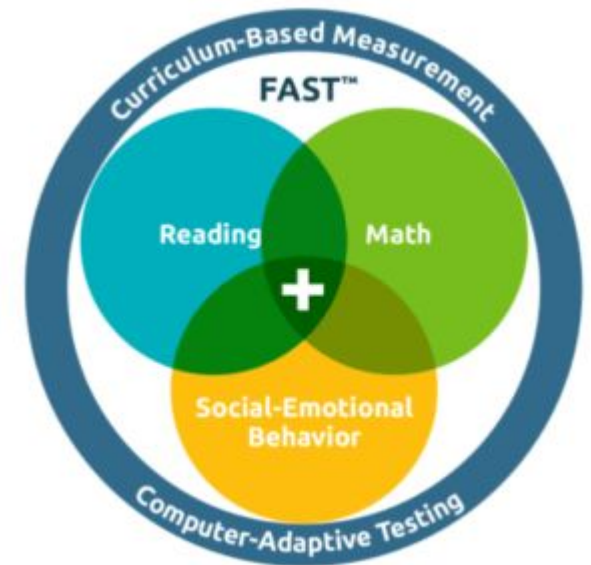 Curriculum-Based Measurement
FAST™
Reading
Math
+
Social-Emotional
Behavior
Computer-Adaptive Testing